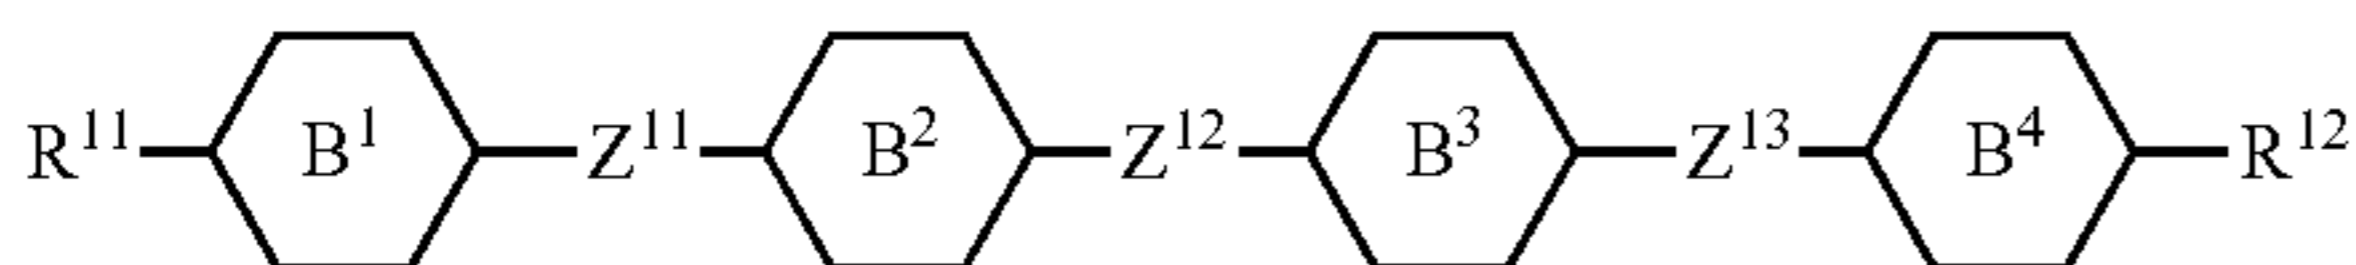 R¹¹ B¹ Z¹¹ B² Z¹² B³ Z¹³ B⁴ R¹²